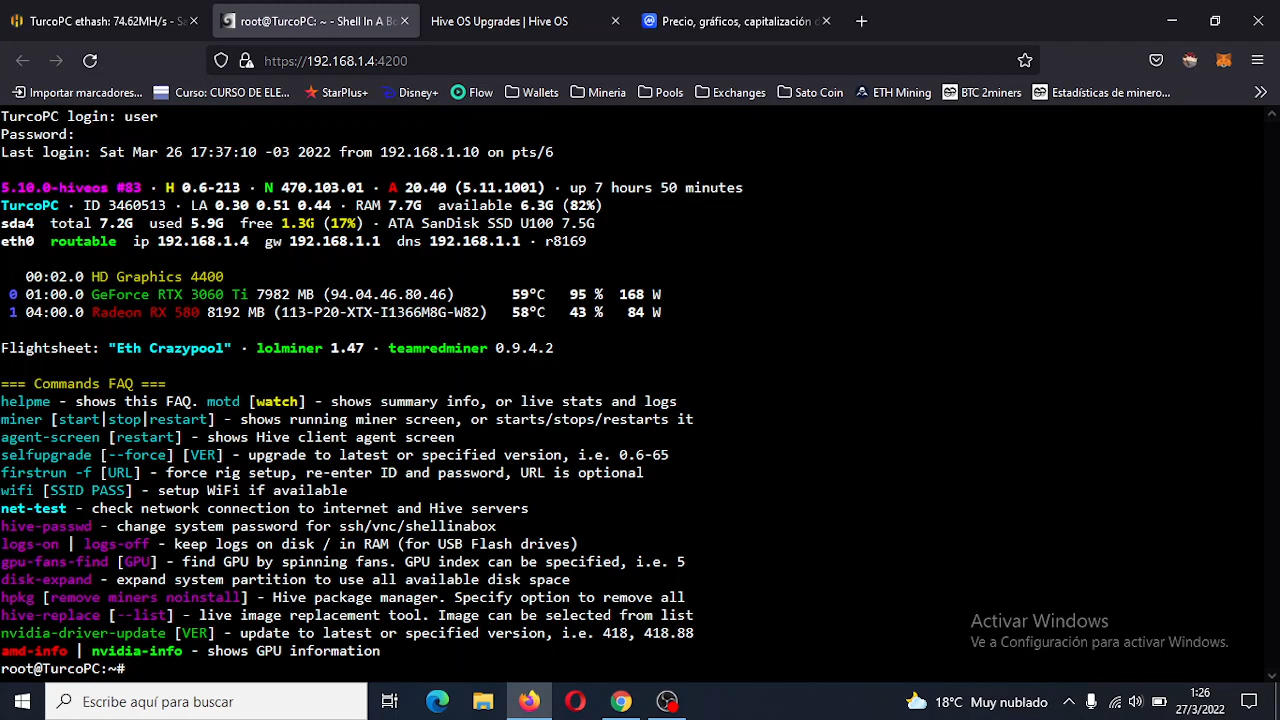 TurcoPC ethash: 74.62MH/s - Sa
root@TurcoPC: ~ - Shell In A Bo
Hive OS Upgrades | Hive OS
Precio, gráficos, capitalización d
https://192.168.1.4:4200
Importar marcadores...
Curso: CURSO DE ELE...
StarPlus+
Disney+
Flow
Wallets
Mineria
Pools
Exchanges
Sato Coin
ETH Mining
BTC 2miners
Estadísticas de minero...
TurcoPC login: user
Password:
Last login: Sat Mar 26 17:37:10 -03 2022 from 192.168.1.10 on pts/6
5.10.0-hiveos #83 · H 0.6-213 · N 470.103.01 · A 20.40 (5.11.1001) · up 7 hours 50 minutes
TurcoPC · ID 3460513 · LA 0.30 0.51 0.44 · RAM 7.7G available 6.3G (82%)
sda4 total 7.2G used 5.9G free 1.3G (17%) · ATA SanDisk SSD U100 7.5G
eth0 routable ip 192.168.1.4 gw 192.168.1.1 dns 192.168.1.1 · r8169
00:02.0 HD Graphics 4400
0 01:00.0 GeForce RTX 3060 Ti 7982 MB (94.04.46.80.46) 59°C 95 % 168 W
1 04:00.0 Radeon RX 580 8192 MB (113-P20-XTX-I1366M8G-W82) 58°C 43 % 84 W
Flightsheet: "Eth Crazypool" · lolminer 1.47 · teamredminer 0.9.4.2
=== Commands FAQ ===
helpme - shows this FAQ. motd [watch] - shows summary info, or live stats and logs
miner [start|stop|restart] - shows running miner screen, or starts/stops/restarts it
agent-screen [restart] - shows Hive client agent screen
selfupgrade [--force] [VER] - upgrade to latest or specified version, i.e. 0.6-65
firstrun -f [URL] - force rig setup, re-enter ID and password, URL is optional
wifi [SSID PASS] - setup WiFi if available
net-test - check network connection to internet and Hive servers
hive-passwd - change system password for ssh/vnc/shellinabox
logs-on | logs-off - keep logs on disk / in RAM (for USB Flash drives)
gpu-fans-find [GPU] - find GPU by spinning fans. GPU index can be specified, i.e. 5
disk-expand - expand system partition to use all available disk space
hpkg [remove miners noinstall] - Hive package manager. Specify option to remove all
hive-replace [--list] - live image replacement tool. Image can be selected from list
nvidia-driver-update [VER] - update to latest or specified version, i.e. 418, 418.88
amd-info | nvidia-info - shows GPU information
root@TurcoPC:~#
Activar Windows
Ve a Configuración para activar Windows.
Escribe aquí para buscar
18°C Muy nublado
1:26
27/3/2022